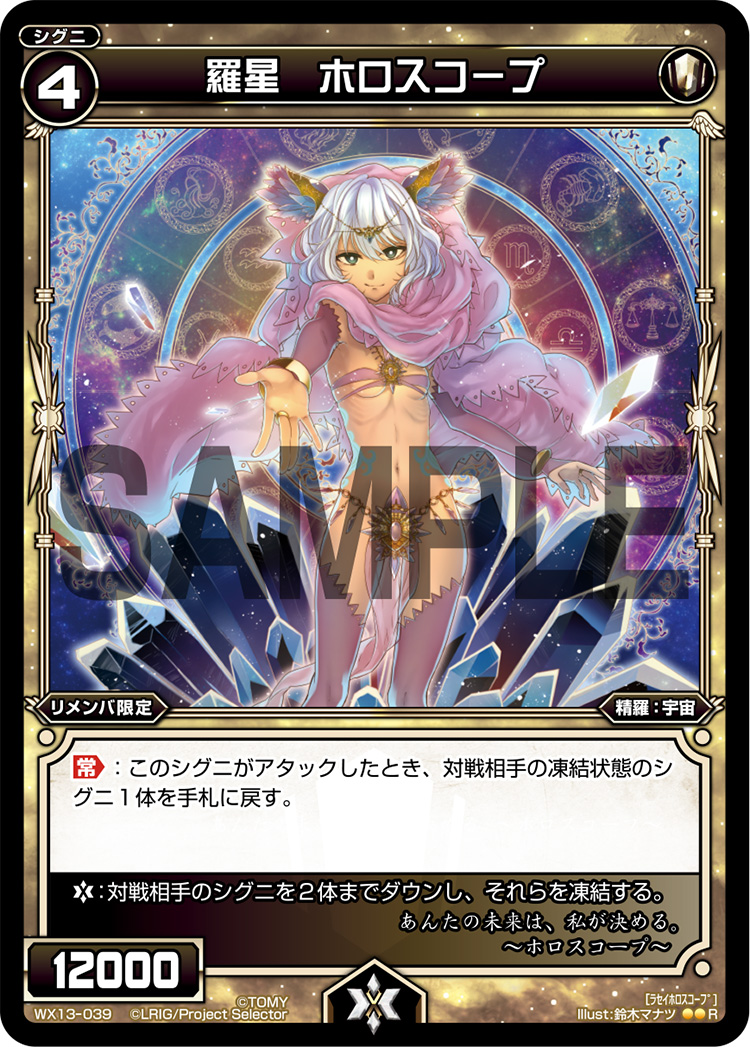 シグニ
4
羅星　ホロスコープ
SAMPLE
リメンバ限定
精羅：宇宙
常：このシグニがアタックしたとき、対戦相手の凍結状態のシ
グニ１体を手札に戻す。
：対戦相手のシグニを２体までダウンし、それらを凍結する。
あんたの未来は、私が決める。
～ホロスコープ～
12000
WX13-039 ©LRIG/Project Selector
©TOMY
[ラセイホロスコープ]
Illust:鈴木マナツ R